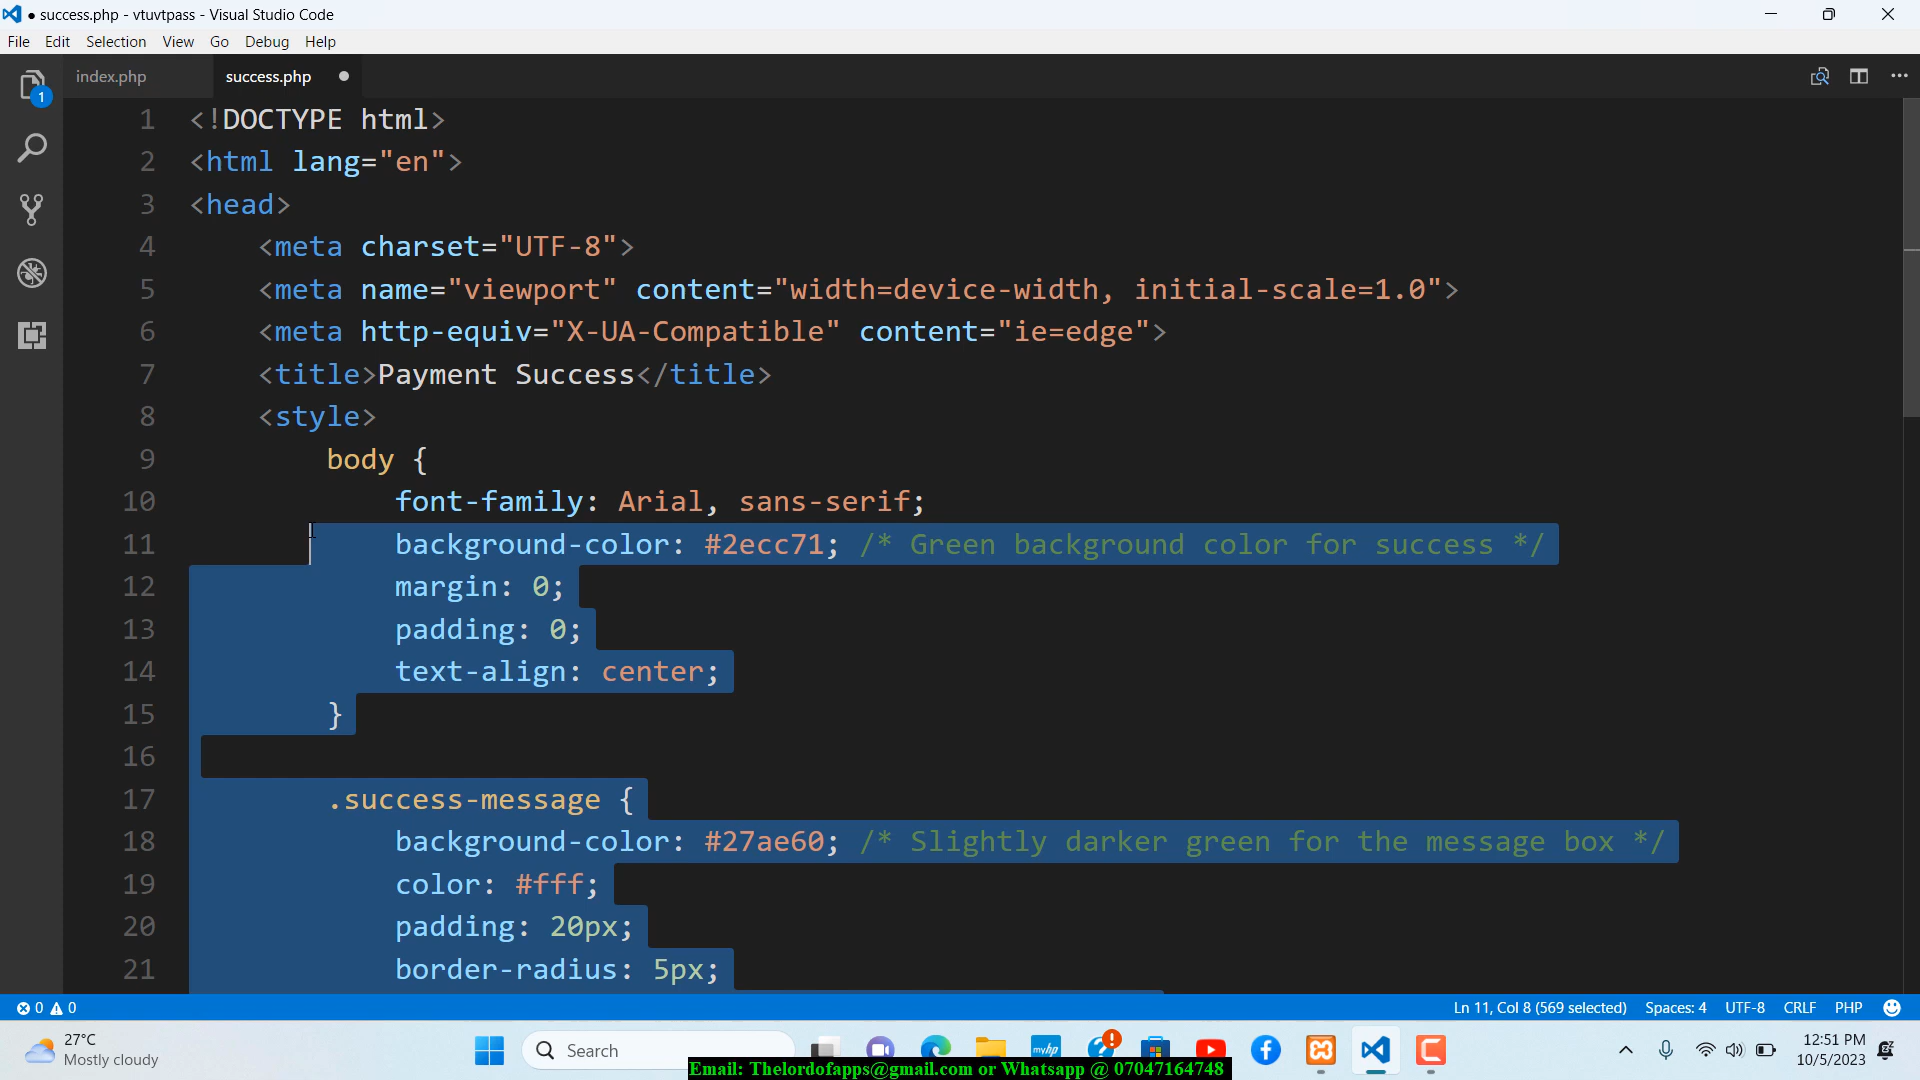 ● success.php - vtuvtpass - Visual Studio Code
File Edit Selection View Go Debug Help
index.php success.php
1 <!DOCTYPE html>
2 <html lang="en">
3 <head>
4 <meta charset="UTF-8">
5 <meta name="viewport" content="width=device-width, initial-scale=1.0">
6 <meta http-equiv="X-UA-Compatible" content="ie=edge">
7 <title>Payment Success</title>
8 <style>
9 body {
10 font-family: Arial, sans-serif;
11 background-color: #2ecc71; /* Green background color for success */
12 margin: 0;
13 padding: 0;
14 text-align: center;
15 }
16
17 .success-message {
18 background-color: #27ae60; /* Slightly darker green for the message box */
19 color: #fff;
20 padding: 20px;
21 border-radius: 5px;
1
0 0 Ln 11, Col 8 (569 selected) Spaces: 4 UTF-8 CRLF PHP
27°C
Mostly cloudy
Search
myhp
12:51 PM
10/5/2023
Email: Thelordofapps@gmail.com or Whatsapp @ 07047164748